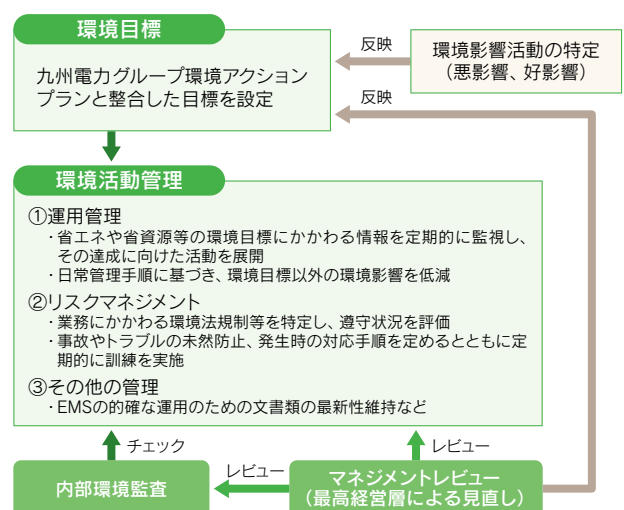 環境目標
九州電力グループ環境アクション
プランと整合した目標を設定
反映
環境影響活動の特定
（悪影響、好影響）
反映
環境活動管理
①運用管理
・省エネや省資源等の環境目標にかかわる情報を定期的に監視し、
その達成に向けた活動を展開
・日常管理手順に基づき、環境目標以外の環境影響を低減
②リスクマネジメント
・業務にかかわる環境法規制等を特定し、遵守状況を評価
・事故やトラブルの未然防止、発生時の対応手順を定めるとともに定
期的に訓練を実施
③その他の管理
・EMSの的確な運用のための文書類の最新性維持など
チェック
レビュー
内部環境監査
レビュー
マネジメントレビュー
（最高経営層による見直し）